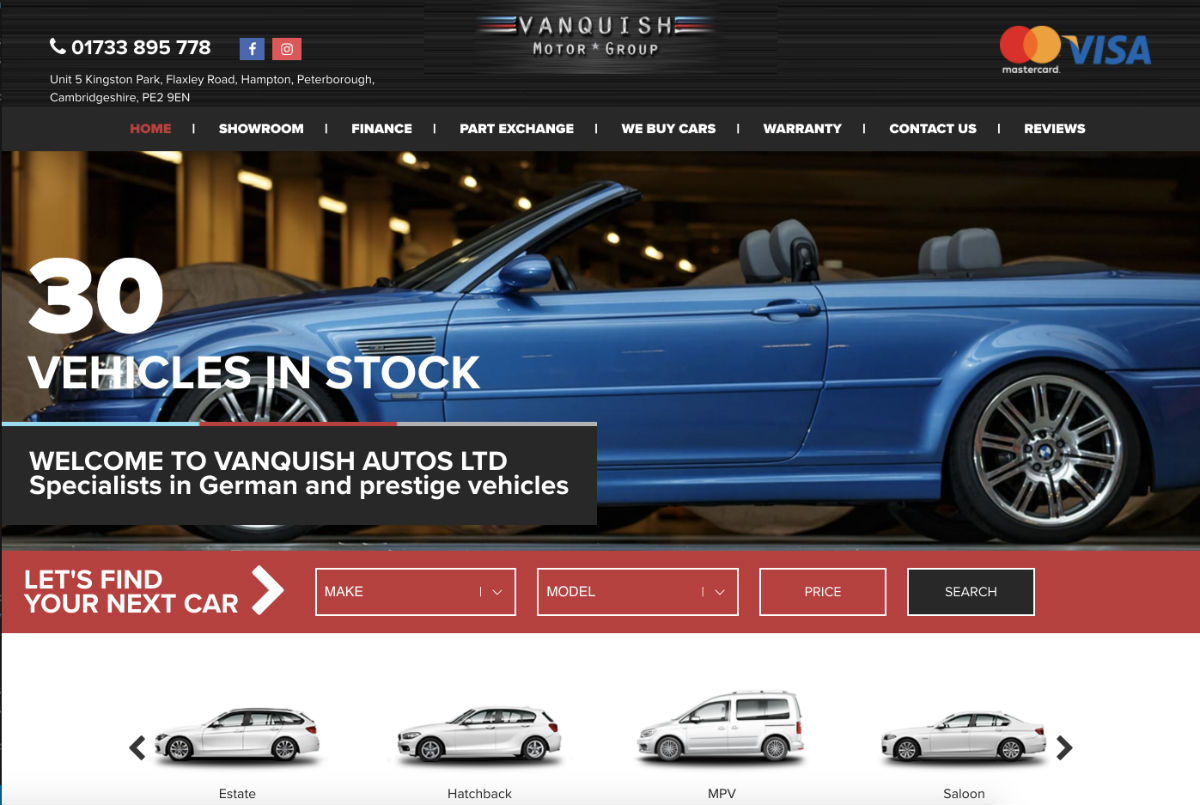 VANQUISH
MOTOR * GROUP
01733 895 778
Unit 5 Kingston Park, Flaxley Road, Hampton, Peterborough,
Cambridgeshire, PE2 9EN
mastercard.
VISA
HOME | SHOWROOM | FINANCE | PART EXCHANGE | WE BUY CARS | WARRANTY | CONTACT US | REVIEWS
30
VEHICLES IN STOCK
WELCOME TO VANQUISH AUTOS LTD
Specialists in German and prestige vehicles
LET'S FIND
YOUR NEXT CAR
MAKE
MODEL
PRICE
SEARCH
Estate
Hatchback
MPV
Saloon